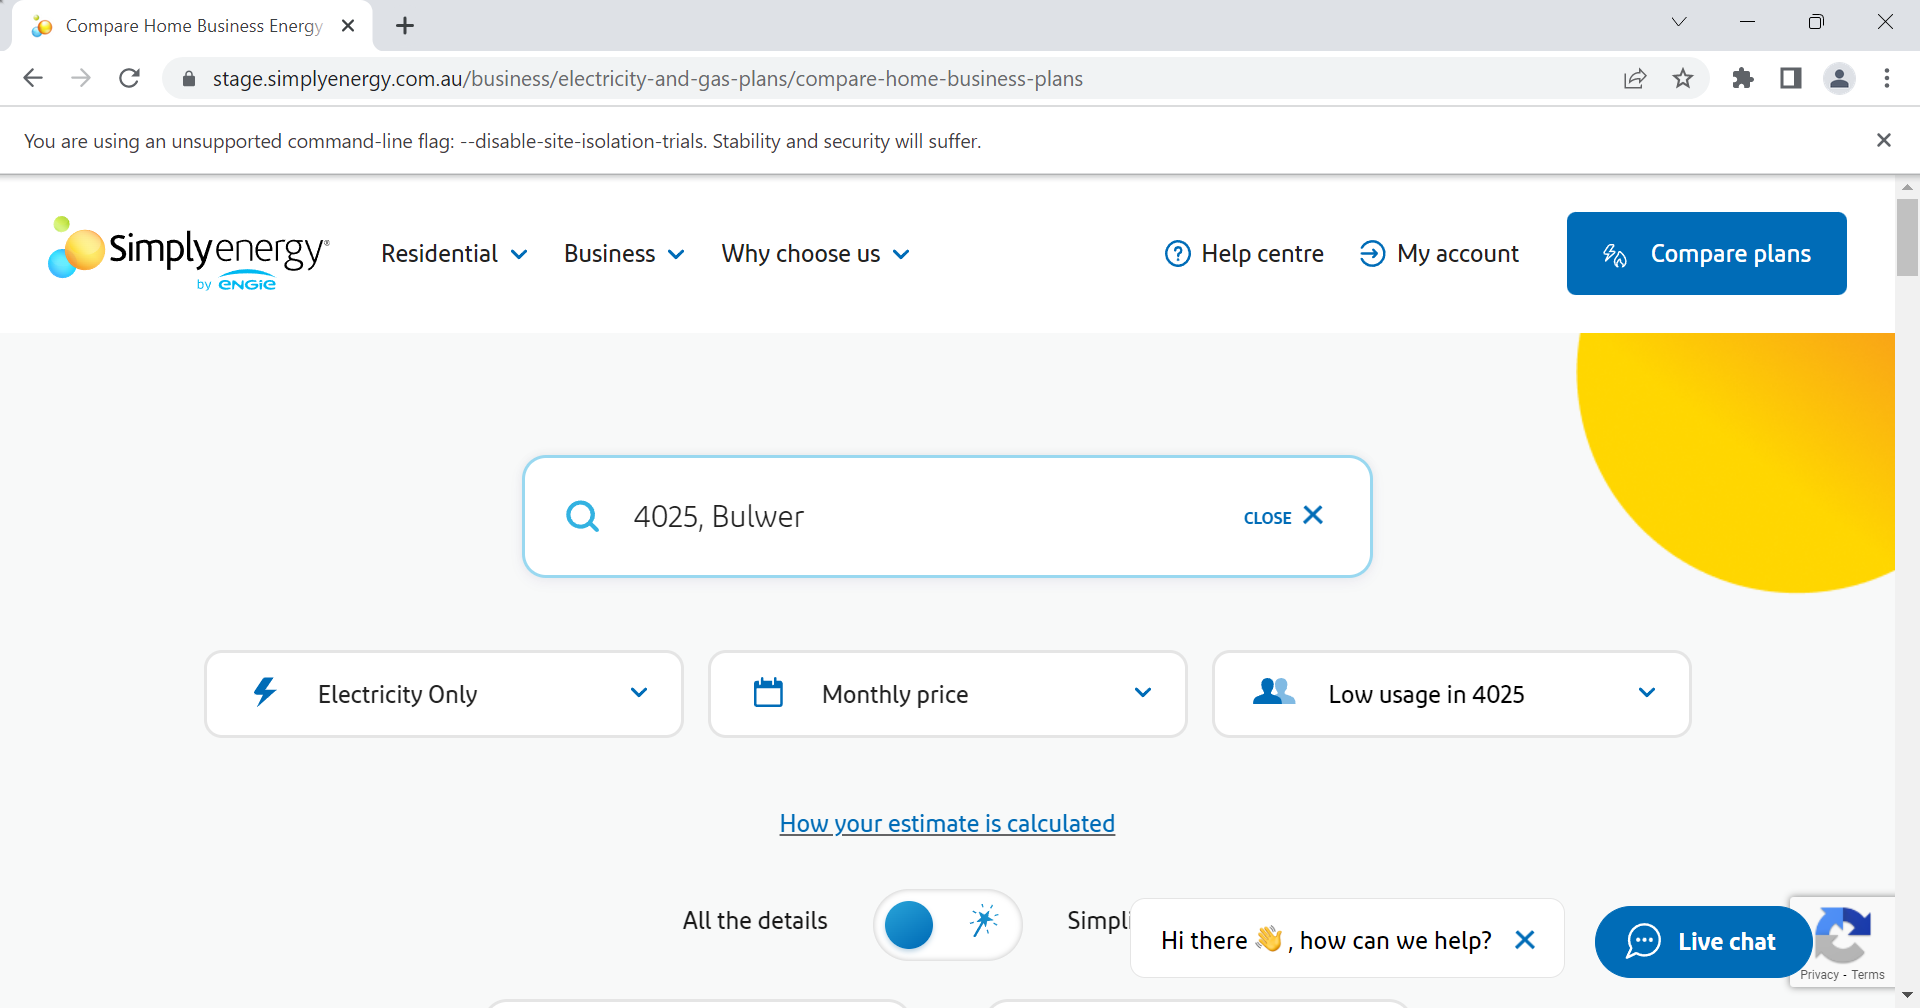 Compare Home Business Energy
stage.simplyenergy.com.au/business/electricity-and-gas-plans/compare-home-business-plans
You are using an unsupported command-line flag: --disable-site-isolation-trials. Stability and security will suffer.
Simplyenergy®
by ENGIE
Residential
Business
Why choose us
Help centre
My account
Compare plans
4025, Bulwer
CLOSE
Electricity Only
Monthly price
Low usage in 4025
How your estimate is calculated
All the details
Simpli
Hi there 👋 , how can we help?
Live chat
Privacy - Terms